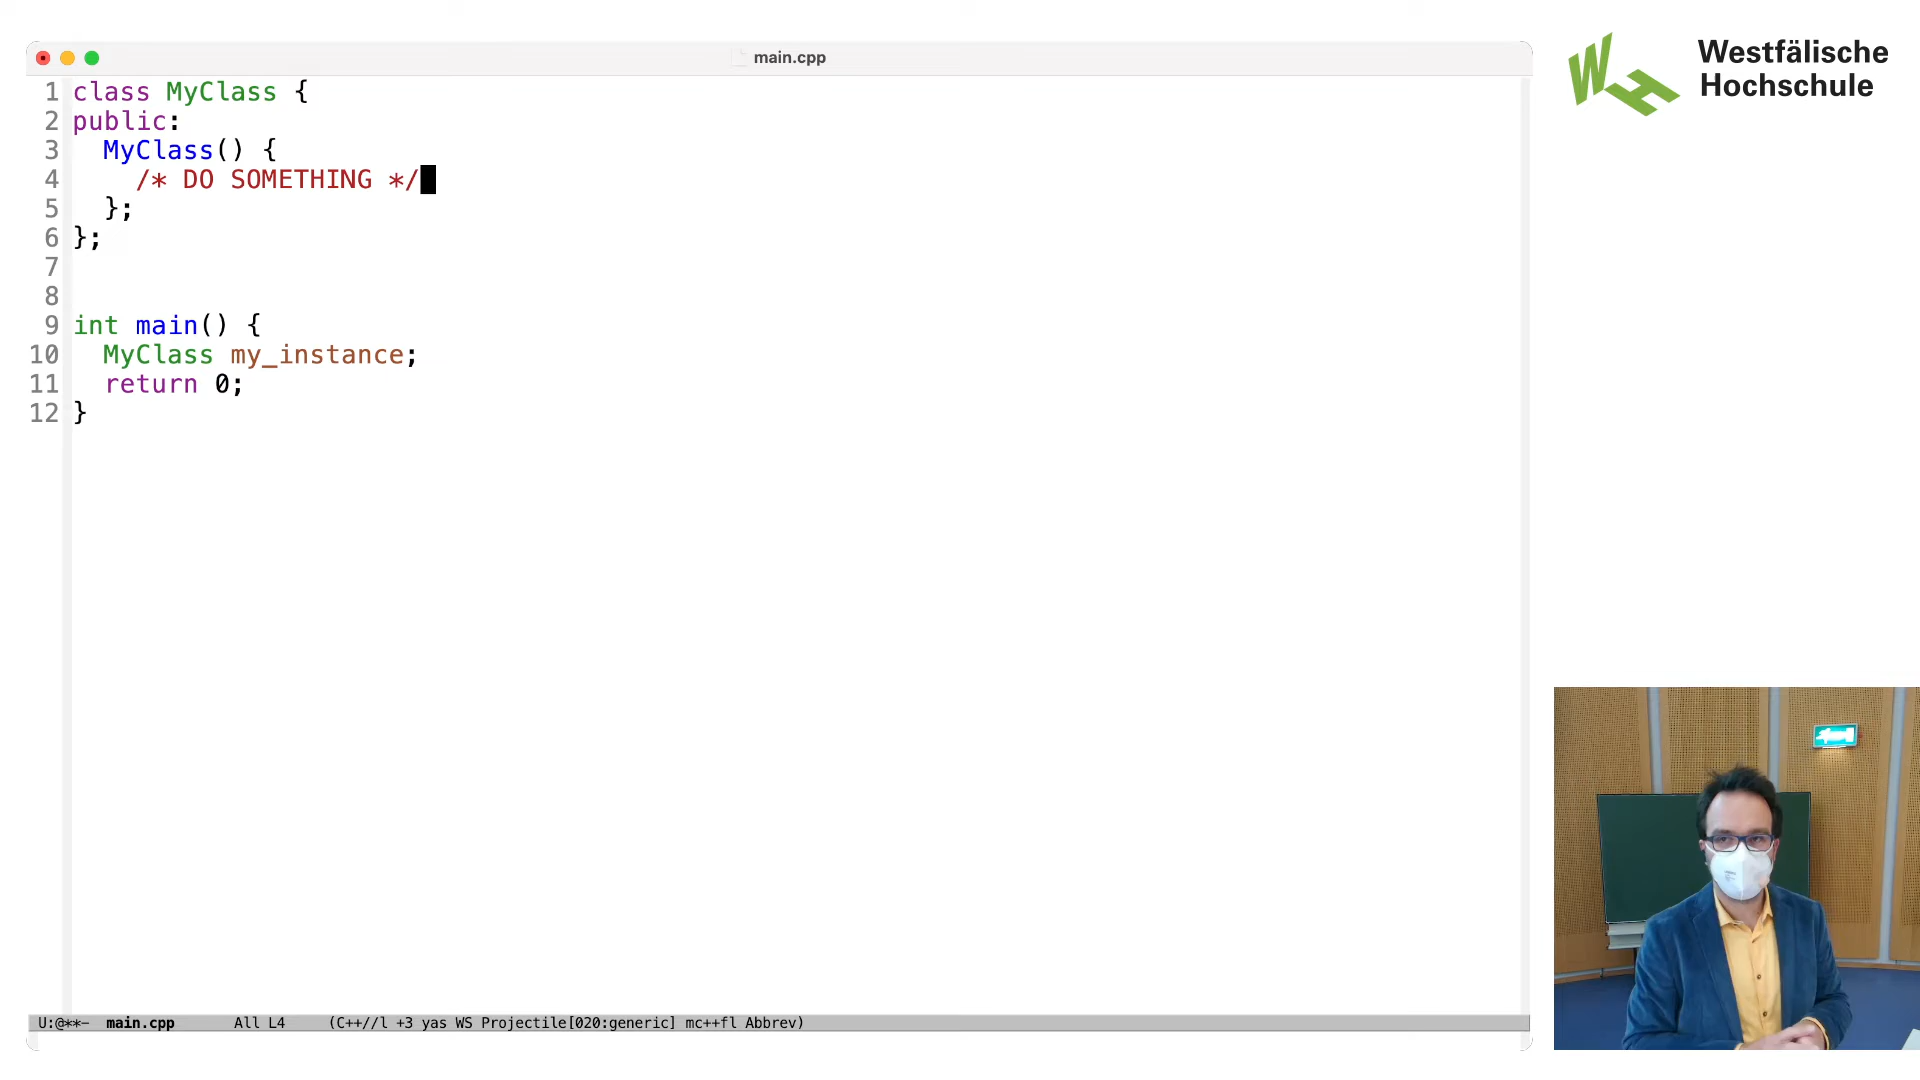 main.cpp
1 class MyClass {
2 public:
3   MyClass() {
4     /* DO SOMETHING */
5   };
6 };
7
8
9 int main() {
10   MyClass my_instance;
11   return 0;
12 }
U:@**-  main.cpp      All L4     (C++//l +3 yas WS Projectile[020:generic] mc++fl Abbrev)
Westfälische
Hochschule